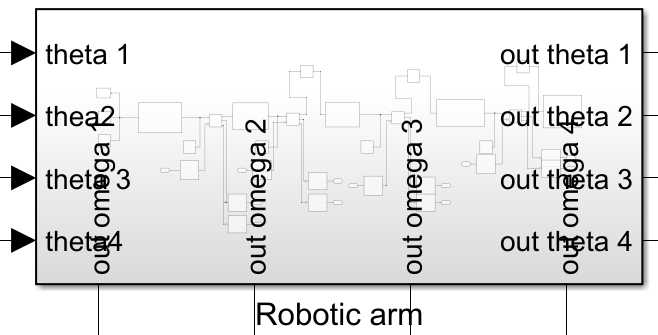 theta 1
out theta 1
thea2
out theta 2
theta 3
out theta 3
theta4
out theta 4
out omega 1
out omega 2
out omega 3
out omega 4
Robotic arm